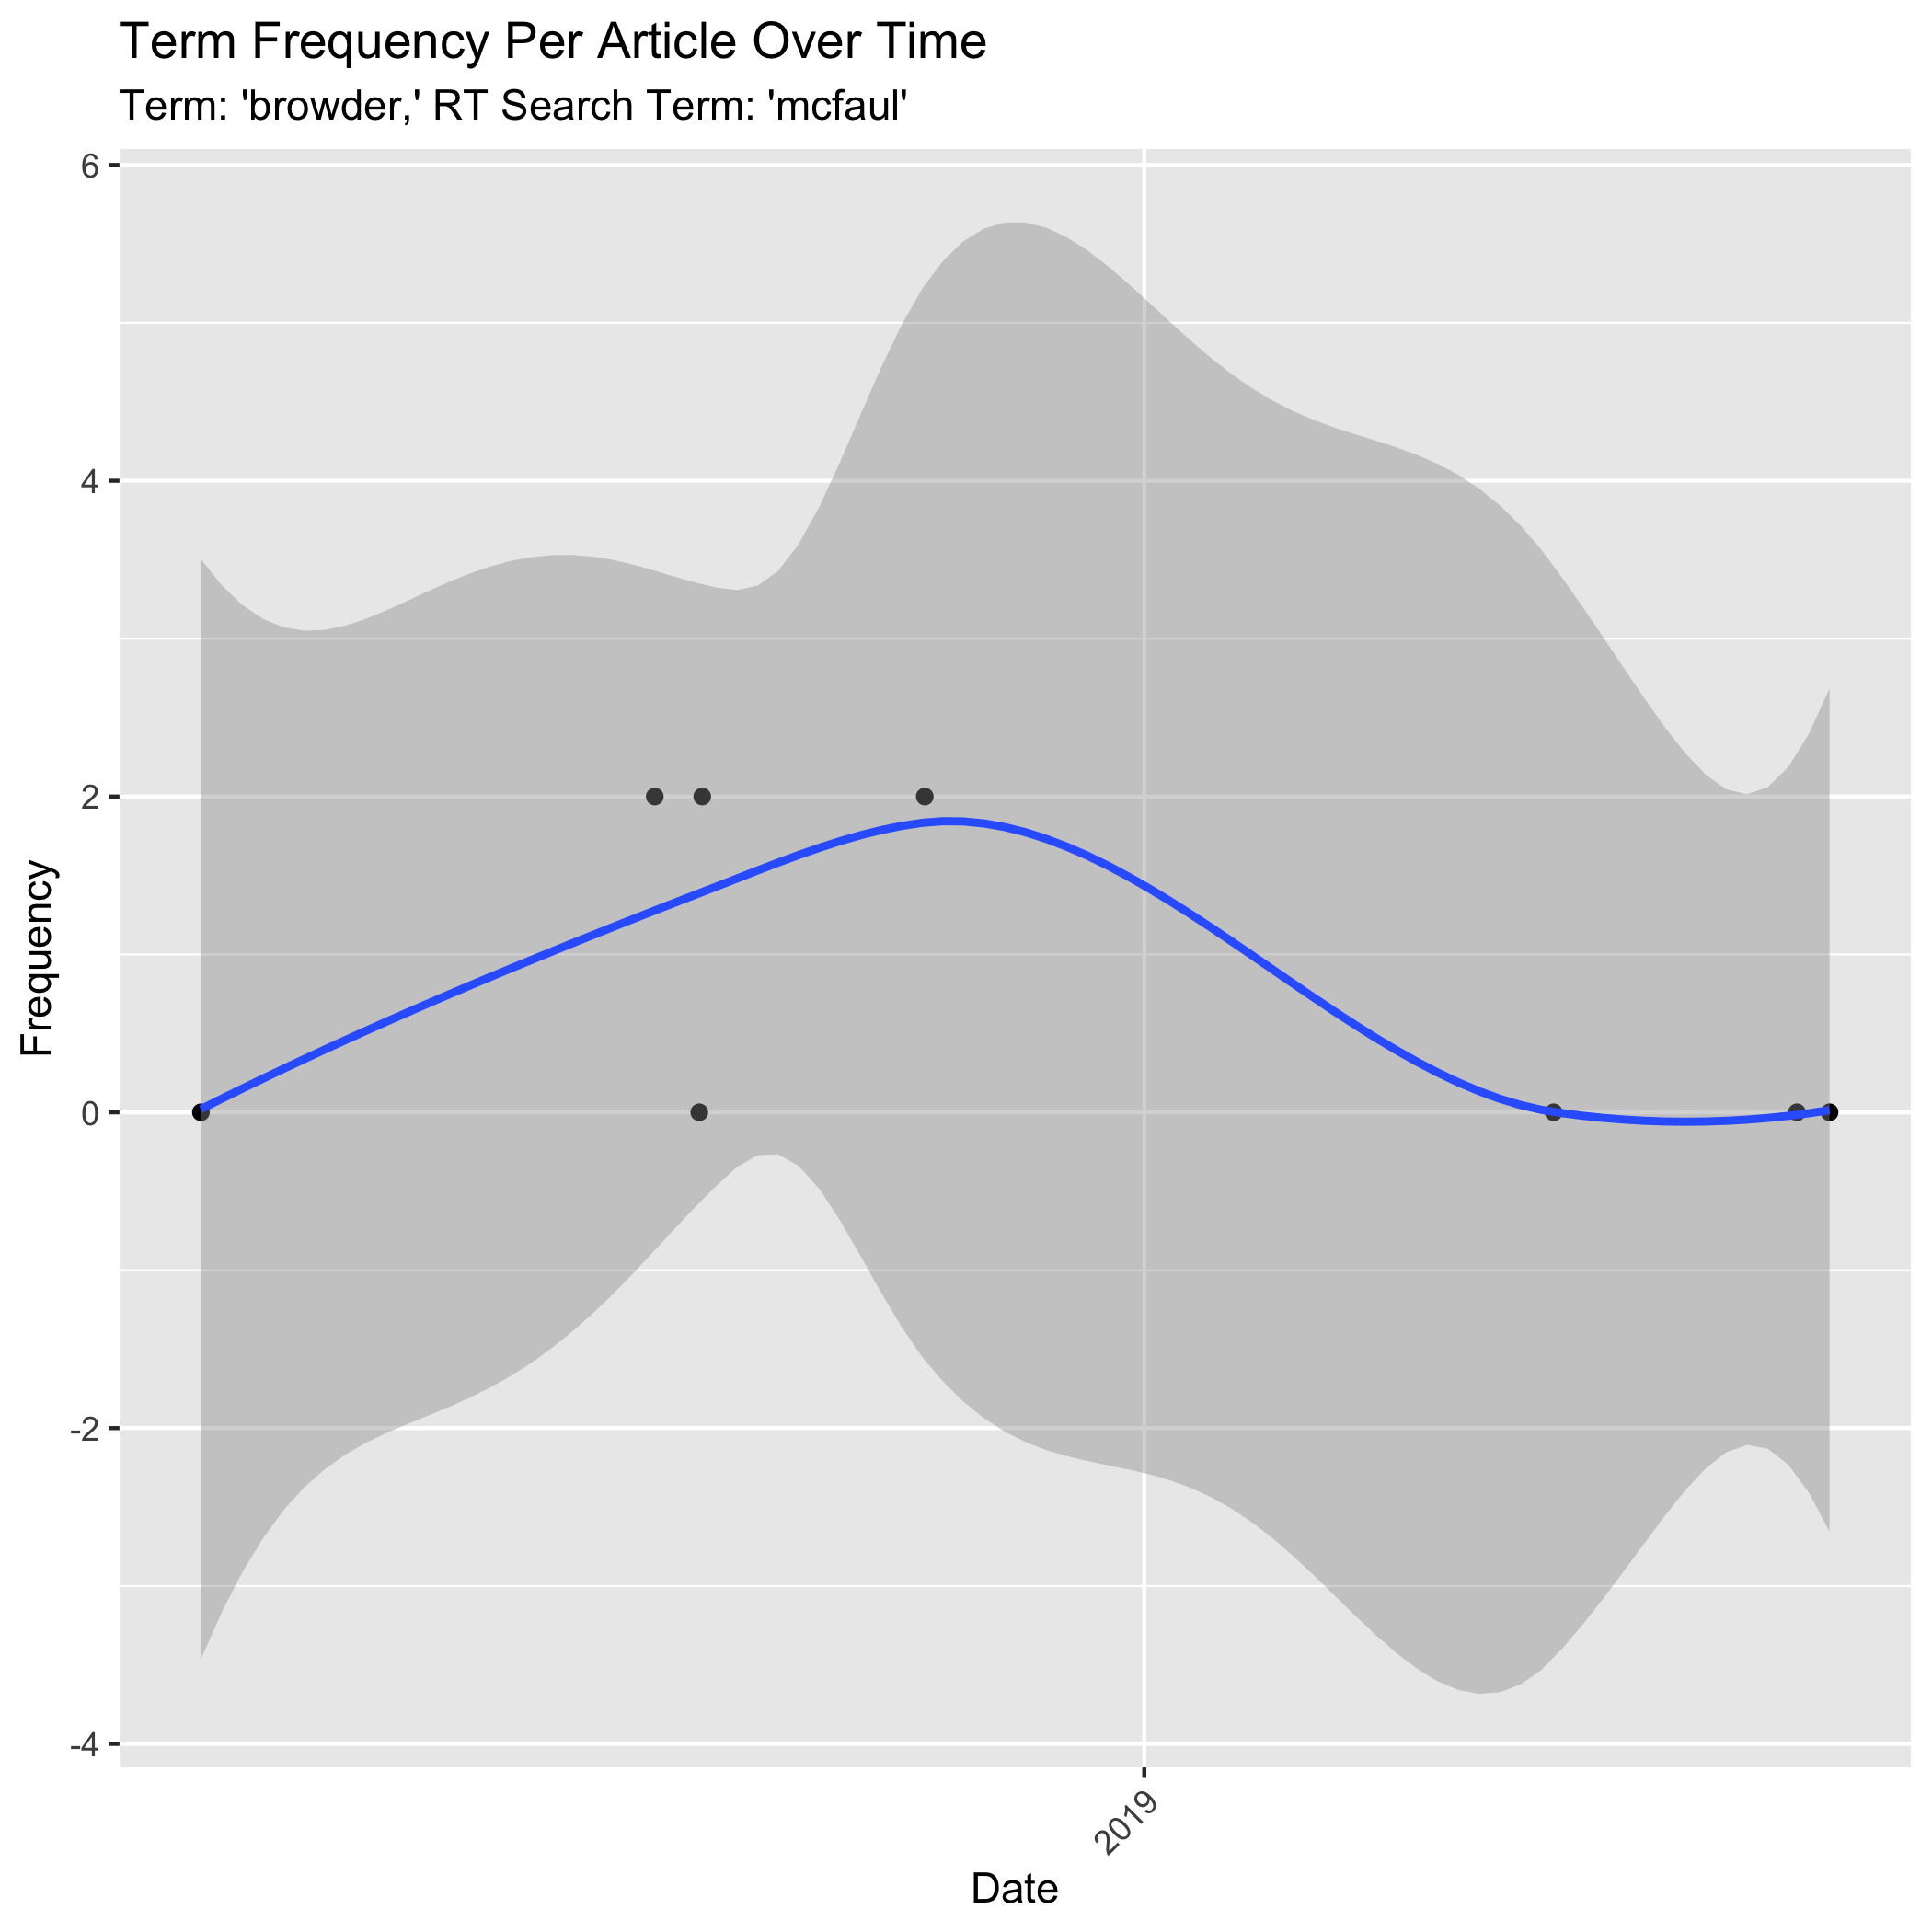 Term Frequency Per Article Over Time
Term: 'browder,' RT Search Term: 'mcfaul'
6
4
2
0
-2
-4
Frequency
2019
Date